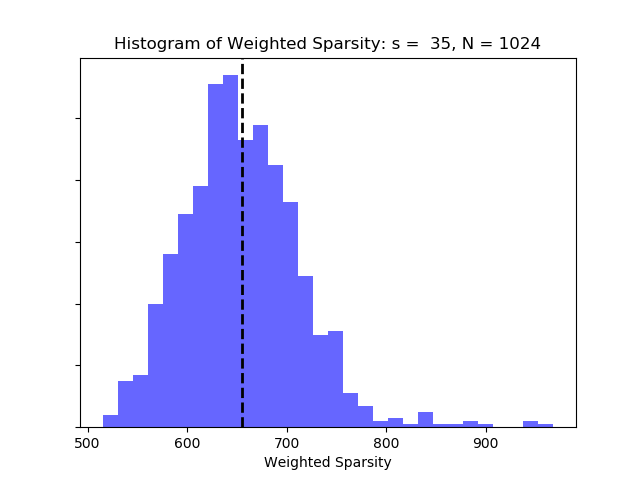 Histogram of Weighted Sparsity: s =  35, N = 1024
500 600 700 800 900
Weighted Sparsity